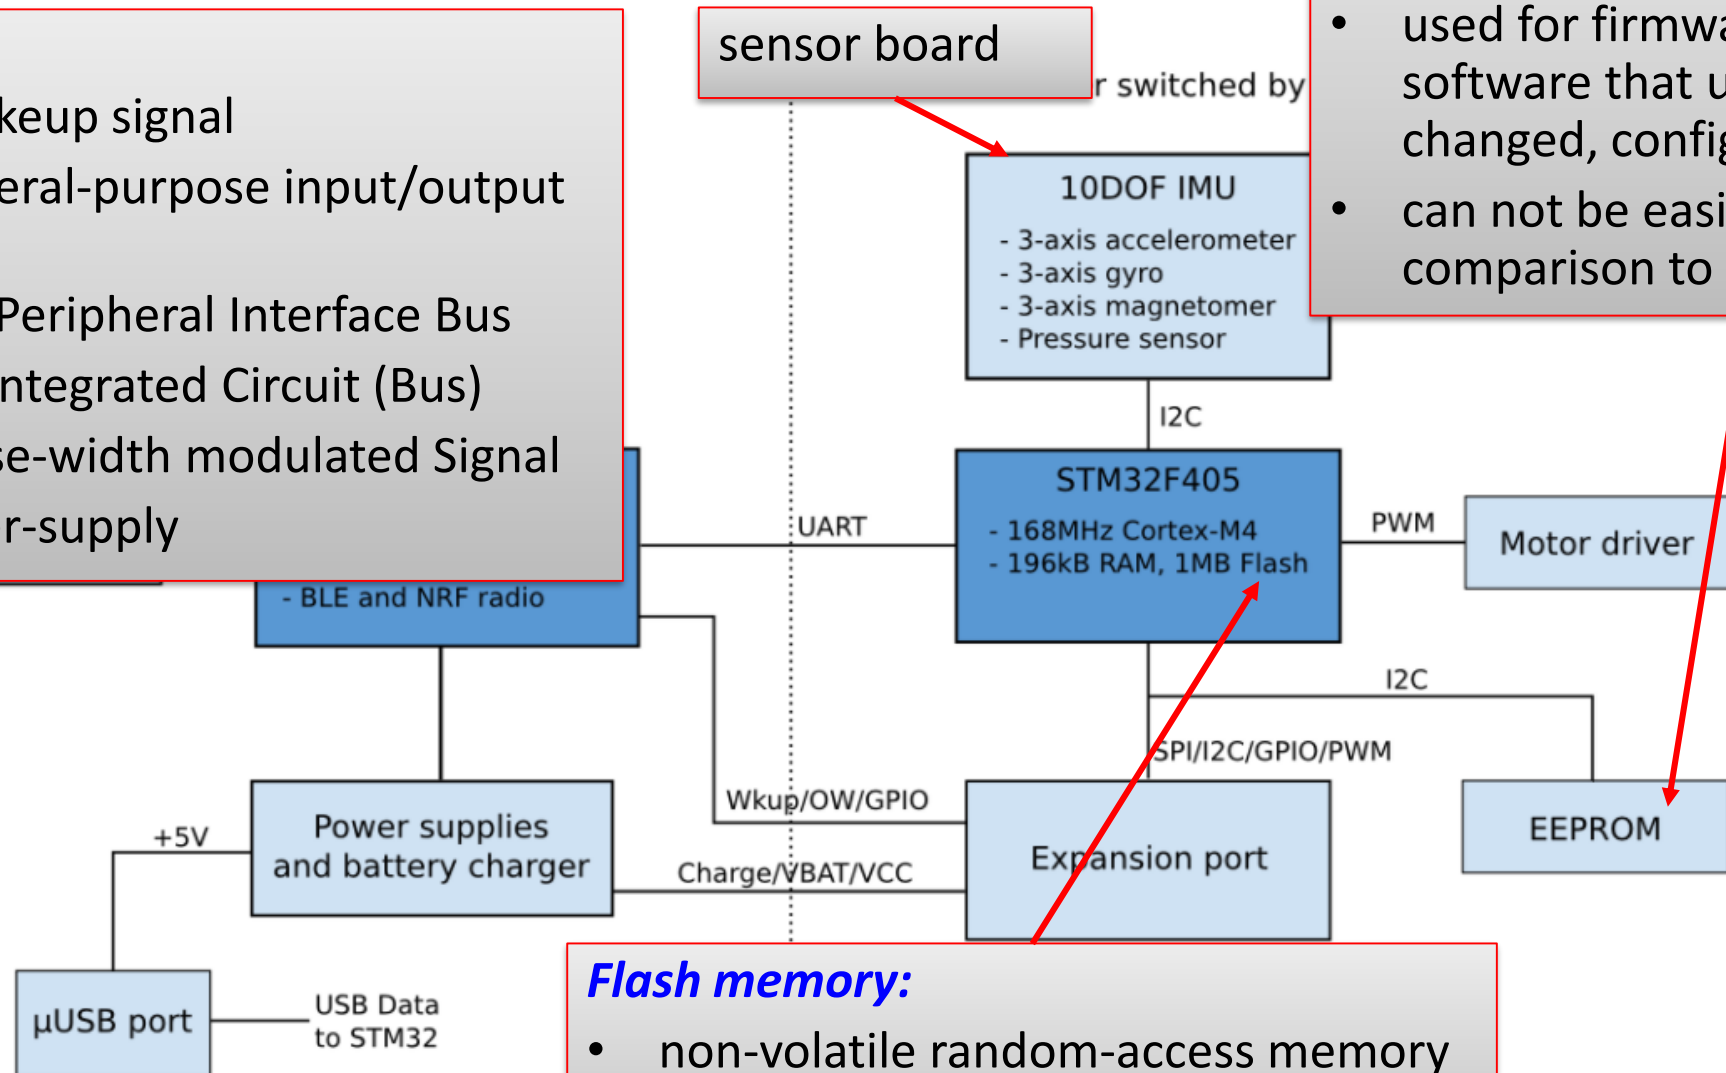 sensor board
r switched by
keup signal
eral-purpose input/output
Peripheral Interface Bus
ntegrated Circuit (Bus)
se-width modulated Signal
r-supply
• used for firmwa
software that u
changed, config
• can not be easi
comparison to
10DOF IMU
- 3-axis accelerometer
- 3-axis gyro
- 3-axis magnetomer
- Pressure sensor
I2C
STM32F405
- 168MHz Cortex-M4
- 196kB RAM, 1MB Flash
UART
PWM
Motor driver
- BLE and NRF radio
I2C
SPI/I2C/GPIO/PWM
Wkup/OW/GPIO
+5V
Power supplies
and battery charger
Charge/VBAT/VCC
Expansion port
EEPROM
µUSB port
USB Data
to STM32
Flash memory:
• non-volatile random-access memory